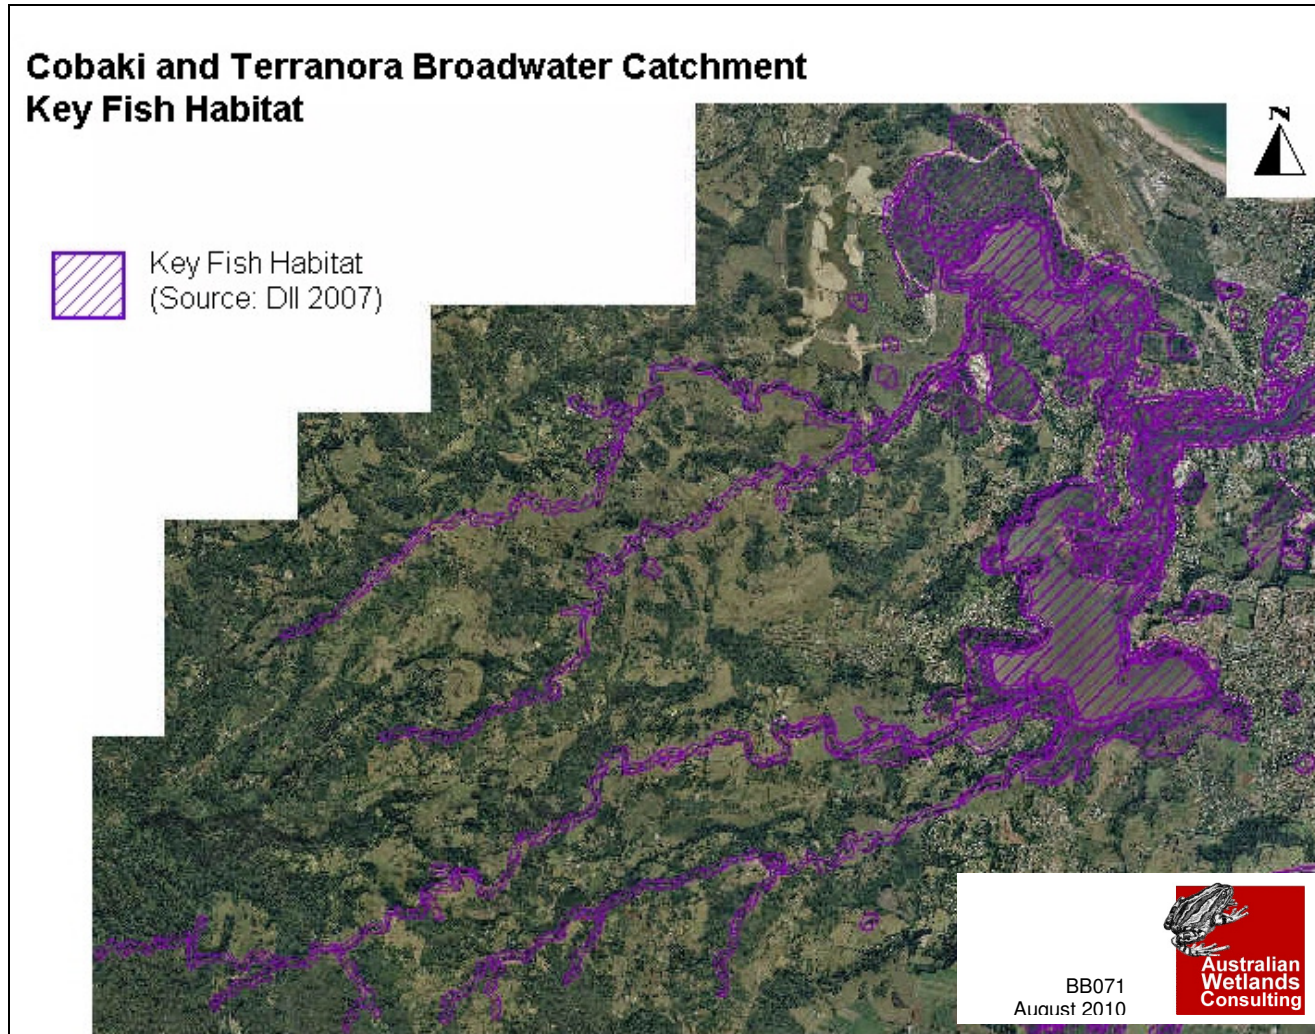 Cobaki and Terranora Broadwater Catchment
Key Fish Habitat
N
Key Fish Habitat
(Source: DII 2007)
BB071
August 2010
Australian
Wetlands
Consulting